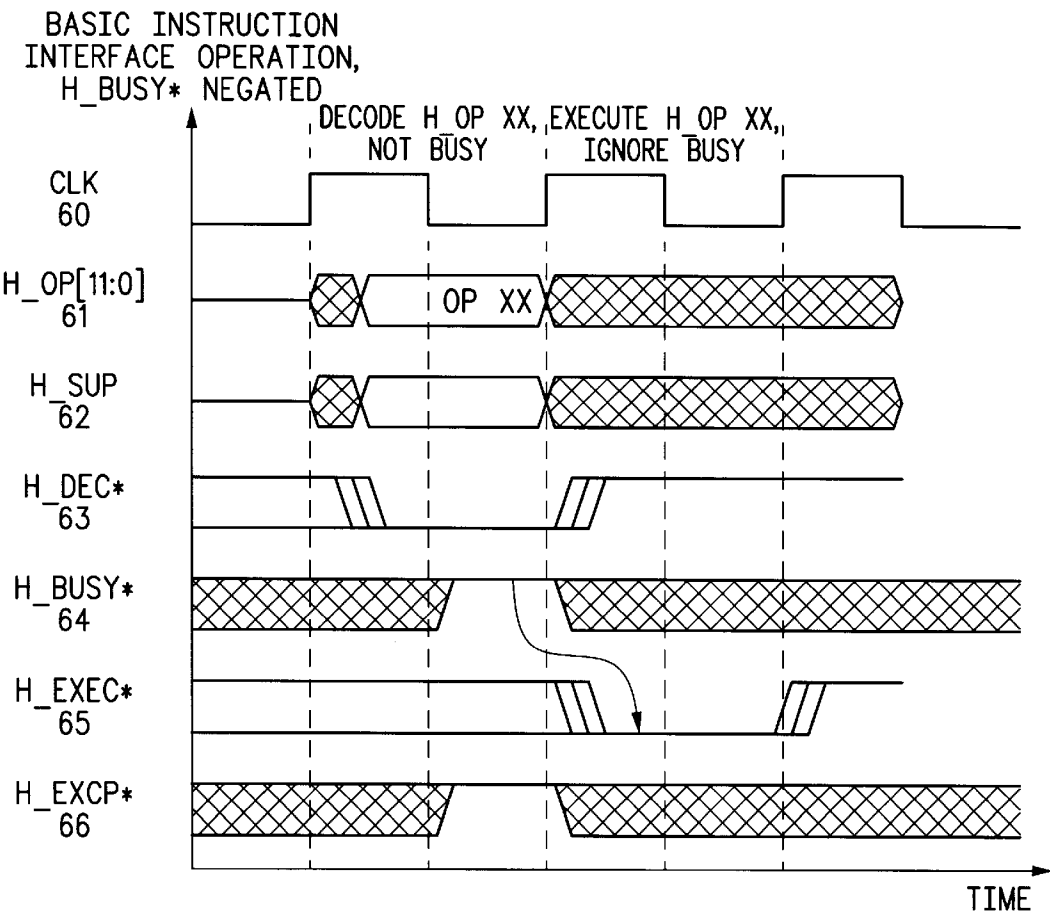 BASIC INSTRUCTION
INTERFACE OPERATION,
H_BUSY* NEGATED
DECODE H_OP XX,
NOT BUSY
EXECUTE H_OP XX,
IGNORE BUSY
CLK
60
H_OP[11:0]
61
OP XX
H_SUP
62
H_DEC*
63
H_BUSY*
64
H_EXEC*
65
H_EXCP*
66
TIME